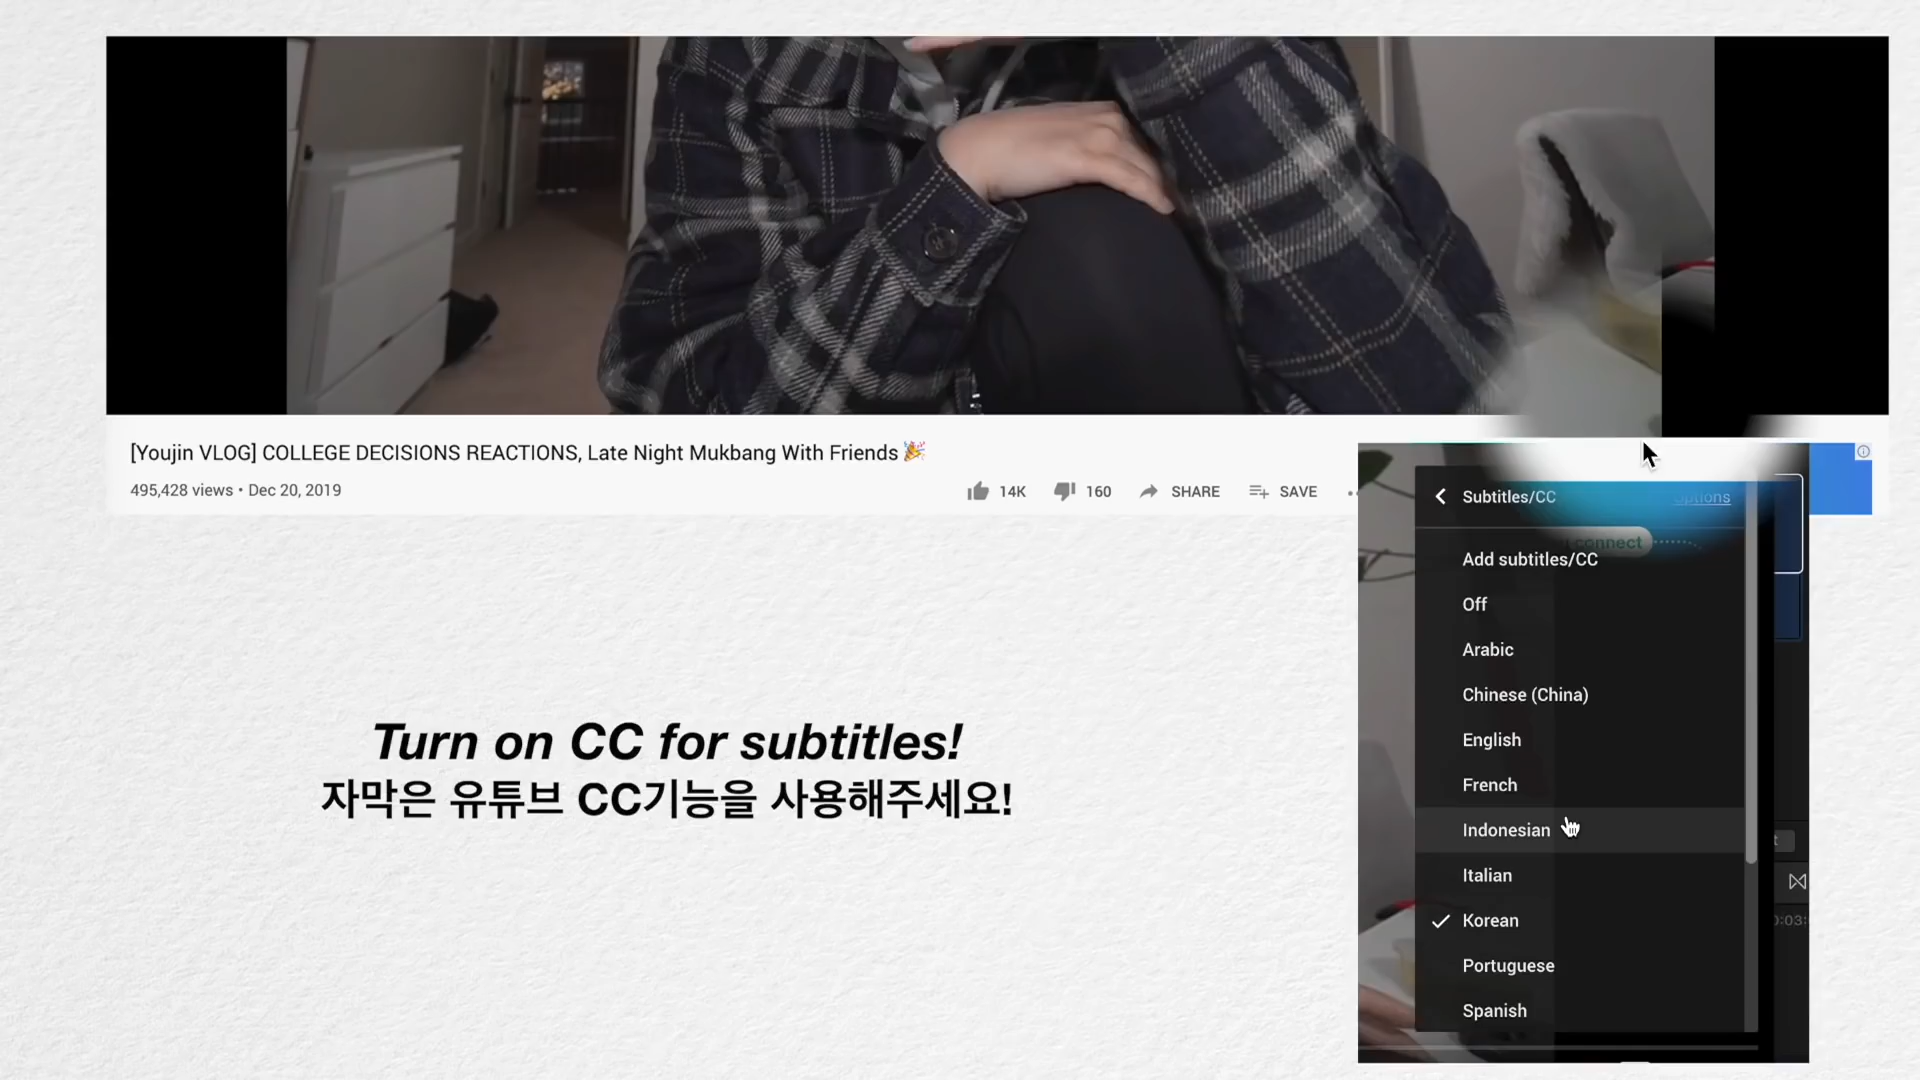 [Youjin VLOG] COLLEGE DECISIONS REACTIONS, Late Night Mukbang With Friends 🎉
495,428 views • Dec 20, 2019
14K 160 SHARE SAVE
Turn on CC for subtitles!
자막은 유튜브 CC기능을 사용해주세요!
Subtitles/CC Options
connect
Add subtitles/CC
Off
Arabic
Chinese (China)
English
French
Indonesian
Italian
Korean
Portuguese
Spanish